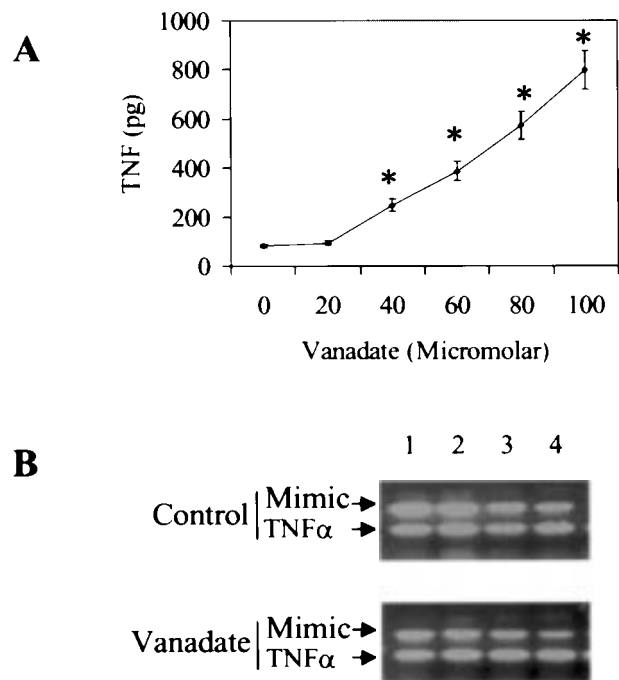 A
1000
800
600
400
200
0
TNF (pg)
* * * *
0 20 40 60 80 100
Vanadate (Micromolar)
B
1 2 3 4
Control
Mimic
TNFα
Vanadate
Mimic
TNFα